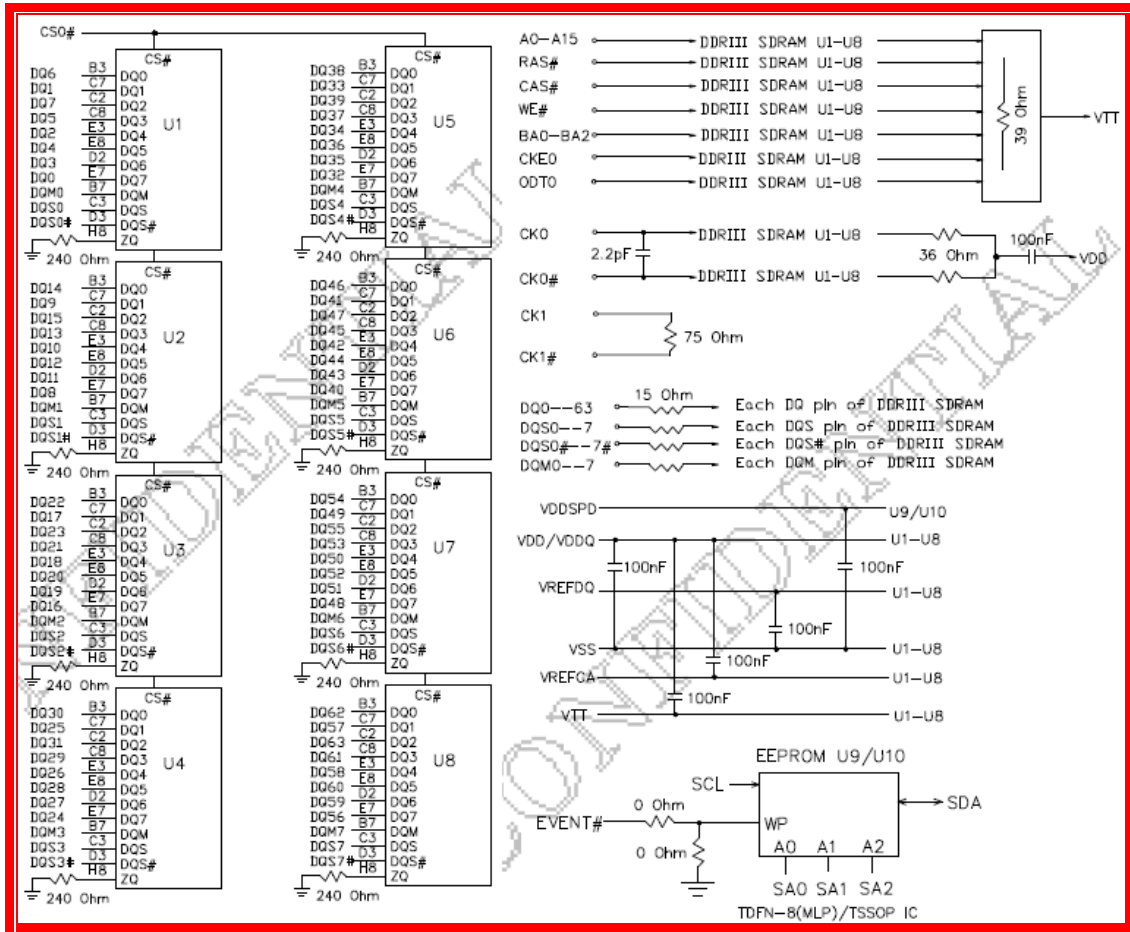 CS0#
CS#
DQ6 B3 DQ0
DQ1 C7 DQ1
DQ7 C2 DQ2
DQ5 C8 DQ3
DQ2 E3 DQ4
DQ4 E8 DQ5
DQ3 D2 DQ6
DQ0 E7 DQ7
DQM0 B7 DQM
DQS0 C3 DQS
DQS0# D3 DQS#
H8 ZQ
U1
240 Ohm
CS#
DQ14 B3 DQ0
DQ9 C7 DQ1
DQ15 C2 DQ2
DQ13 C8 DQ3
DQ10 E3 DQ4
DQ12 E8 DQ5
DQ11 D2 DQ6
DQ8 E7 DQ7
DQM1 B7 DQM
DQS1 C3 DQS
DQS1# D3 DQS#
H8 ZQ
U2
240 Ohm
CS#
DQ22 B3 DQ0
DQ17 C7 DQ1
DQ23 C2 DQ2
DQ21 C8 DQ3
DQ18 E3 DQ4
DQ20 E8 DQ5
DQ19 D2 DQ6
DQ16 E7 DQ7
DQM2 B7 DQM
DQS2 C3 DQS
DQS2# D3 DQS#
H8 ZQ
U3
240 Ohm
CS#
DQ30 B3 DQ0
DQ25 C7 DQ1
DQ31 C2 DQ2
DQ29 C8 DQ3
DQ26 E3 DQ4
DQ28 E8 DQ5
DQ27 D2 DQ6
DQ24 E7 DQ7
DQM3 B7 DQM
DQS3 C3 DQS
DQS3# D3 DQS#
H8 ZQ
U4
240 Ohm
CS#
DQ38 B3 DQ0
DQ33 C7 DQ1
DQ39 C2 DQ2
DQ37 C8 DQ3
DQ34 E3 DQ4
DQ36 E8 DQ5
DQ35 D2 DQ6
DQ32 E7 DQ7
DQM4 B7 DQM
DQS4 C3 DQS
DQS4# D3 DQS#
H8 ZQ
U5
240 Ohm
CS#
DQ46 B3 DQ0
DQ41 C7 DQ1
DQ47 C2 DQ2
DQ45 C8 DQ3
DQ42 E3 DQ4
DQ44 E8 DQ5
DQ43 D2 DQ6
DQ40 E7 DQ7
DQM5 B7 DQM
DQS5 C3 DQS
DQS5# D3 DQS#
H8 ZQ
U6
240 Ohm
CS#
DQ54 B3 DQ0
DQ49 C7 DQ1
DQ55 C2 DQ2
DQ53 C8 DQ3
DQ50 E3 DQ4
DQ52 E8 DQ5
DQ51 D2 DQ6
DQ48 E7 DQ7
DQM6 B7 DQM
DQS6 C3 DQS
DQS6# D3 DQS#
H8 ZQ
U7
240 Ohm
CS#
DQ62 B3 DQ0
DQ57 C7 DQ1
DQ63 C2 DQ2
DQ61 C8 DQ3
DQ58 E3 DQ4
DQ60 E8 DQ5
DQ59 D2 DQ6
DQ56 E7 DQ7
DQM7 B7 DQM
DQS7 C3 DQS
DQS7# D3 DQS#
H8 ZQ
U8
240 Ohm
A0-A15 DDRIII SDRAM U1-U8
RAS# DDRIII SDRAM U1-U8
CAS# DDRIII SDRAM U1-U8
WE# DDRIII SDRAM U1-U8
BA0-BA2 DDRIII SDRAM U1-U8
CKE0 DDRIII SDRAM U1-U8
ODT0 DDRIII SDRAM U1-U8
39 Ohm
VTT
CK0 DDRIII SDRAM U1-U8
2.2pF
36 Ohm
100nF
VDD
CK0# DDRIII SDRAM U1-U8
CK1
75 Ohm
CK1#
15 Ohm
DQ0--63 Each DQ pin of DDRIII SDRAM
DQS0--7 Each DQS pin of DDRIII SDRAM
DQS0#--7# Each DQS# pin of DDRIII SDRAM
DQM0--7 Each DQM pin of DDRIII SDRAM
VDDSPD U9/U10
VDD/VDDQ U1-U8
100nF 100nF
VREFDQ U1-U8
100nF
VSS U1-U8
100nF
VREFCA U1-U8
100nF
VTT U1-U8
EEPROM U9/U10
SCL
SDA
0 Ohm
EVENT#
WP
0 Ohm
A0 A1 A2
SA0 SA1 SA2
TDFN-8(MLP)/TSSOP IC
CONFIDENTIAL